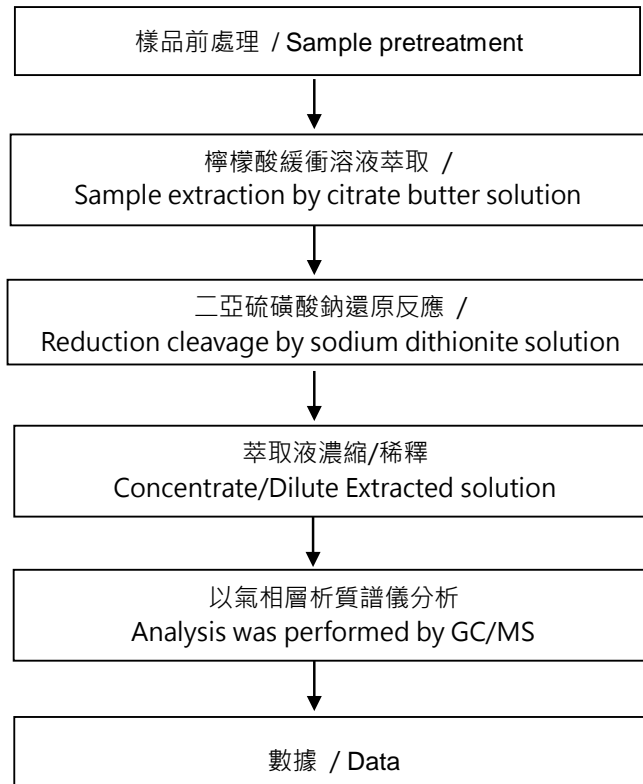 樣品前處理 / Sample pretreatment
檸檬酸緩衝溶液萃取 /
Sample extraction by citrate butter solution
二亞硫磺酸鈉還原反應 /
Reduction cleavage by sodium dithionite solution
萃取液濃縮/稀釋
Concentrate/Dilute Extracted solution
以氣相層析質譜儀分析
Analysis was performed by GC/MS
數據 / Data